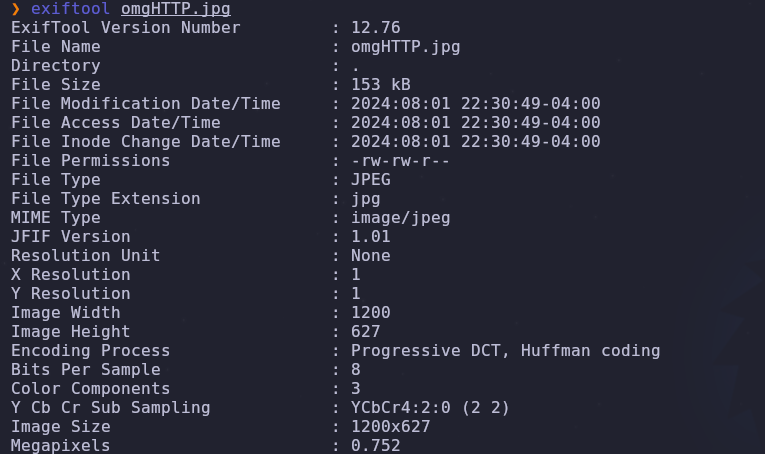 ❯ exiftool omgHTTP.jpg
ExifTool Version Number         : 12.76
File Name                       : omgHTTP.jpg
Directory                       : .
File Size                       : 153 kB
File Modification Date/Time     : 2024:08:01 22:30:49-04:00
File Access Date/Time           : 2024:08:01 22:30:49-04:00
File Inode Change Date/Time     : 2024:08:01 22:30:49-04:00
File Permissions                : -rw-rw-r--
File Type                       : JPEG
File Type Extension             : jpg
MIME Type                       : image/jpeg
JFIF Version                    : 1.01
Resolution Unit                 : None
X Resolution                    : 1
Y Resolution                    : 1
Image Width                     : 1200
Image Height                    : 627
Encoding Process                : Progressive DCT, Huffman coding
Bits Per Sample                 : 8
Color Components                : 3
Y Cb Cr Sub Sampling            : YCbCr4:2:0 (2 2)
Image Size                      : 1200x627
Megapixels                      : 0.752